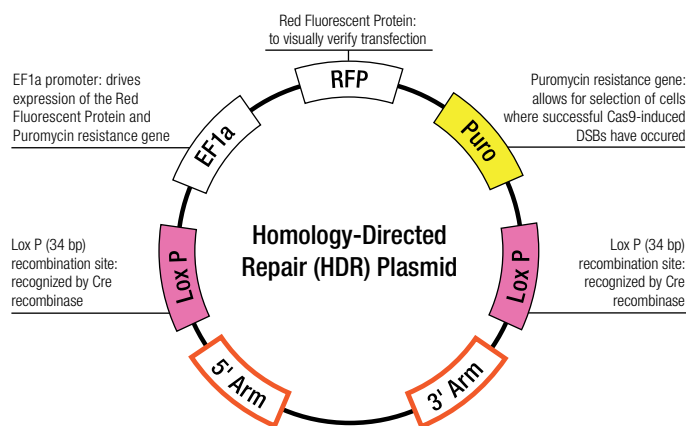 Red Fluorescent Protein:
to visually verify transfection
RFP
EF1a promoter: drives
expression of the Red
Fluorescent Protein and
Puromycin resistance gene
EF1a
Puromycin resistance gene:
allows for selection of cells
where successful Cas9-induced
DSBs have occured
Puro
Homology-Directed
Repair (HDR) Plasmid
Lox P (34 bp)
recombination site:
recognized by Cre
recombinase
Lox P
Lox P
Lox P (34 bp)
recombination site:
recognized by Cre
recombinase
5' Arm
3' Arm